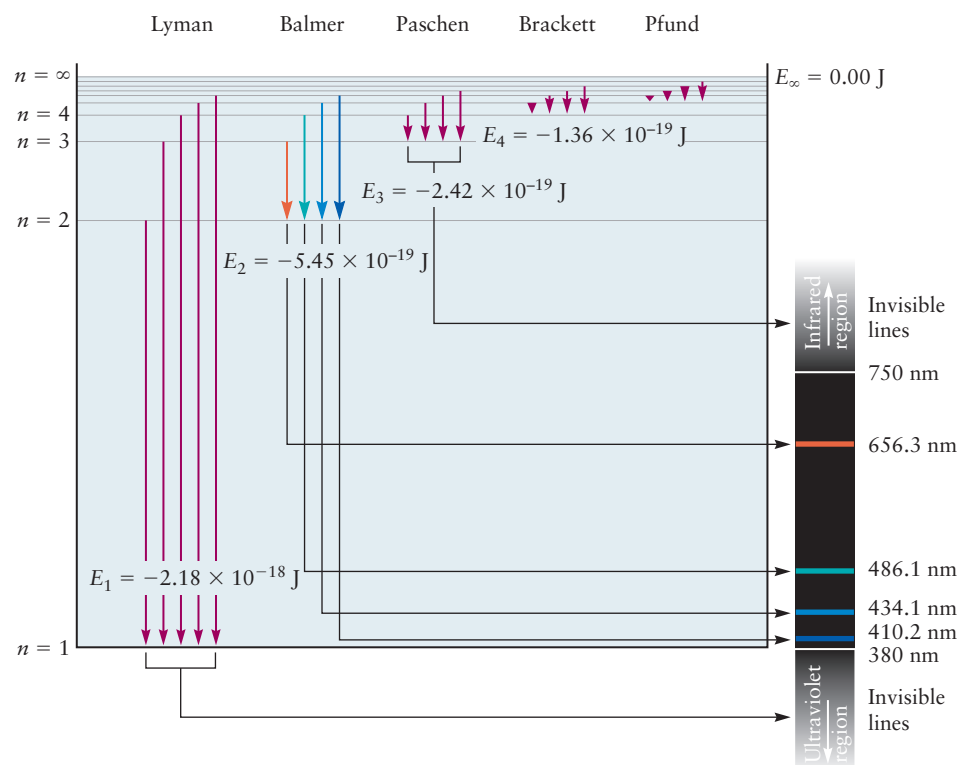 Lyman Balmer Paschen Brackett Pfund
n = ∞
E∞ = 0.00 J
n = 4
n = 3
E₄ = −1.36 × 10⁻¹⁹ J
E₃ = −2.42 × 10⁻¹⁹ J
n = 2
E₂ = −5.45 × 10⁻¹⁹ J
Infrared
region
Invisible
lines
750 nm
656.3 nm
486.1 nm
E₁ = −2.18 × 10⁻¹⁸ J
434.1 nm
410.2 nm
n = 1
380 nm
Ultraviolet
region
Invisible
lines